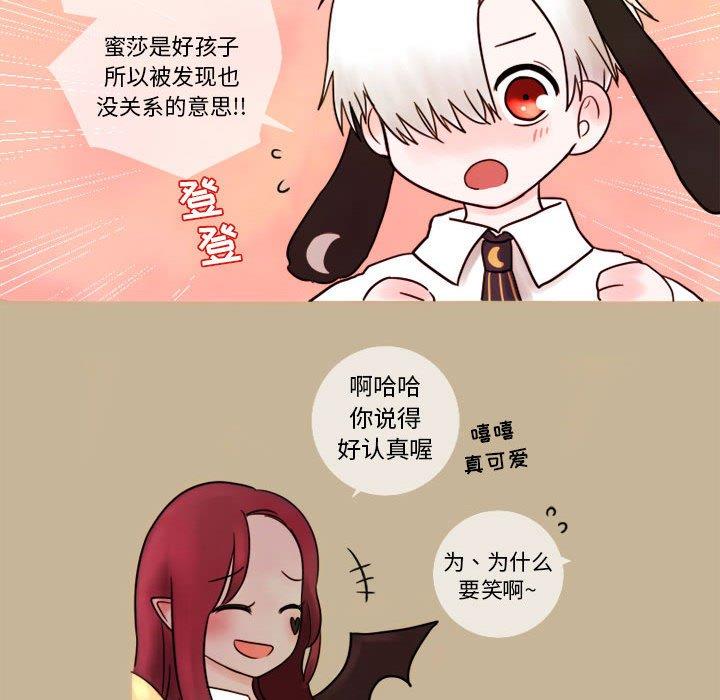 蜜莎是好孩子
所以被发现也
没关系的意思!!
登
登
啊哈哈
你说得
好认真喔
嘻嘻
真可爱
为、为什么
要笑啊~